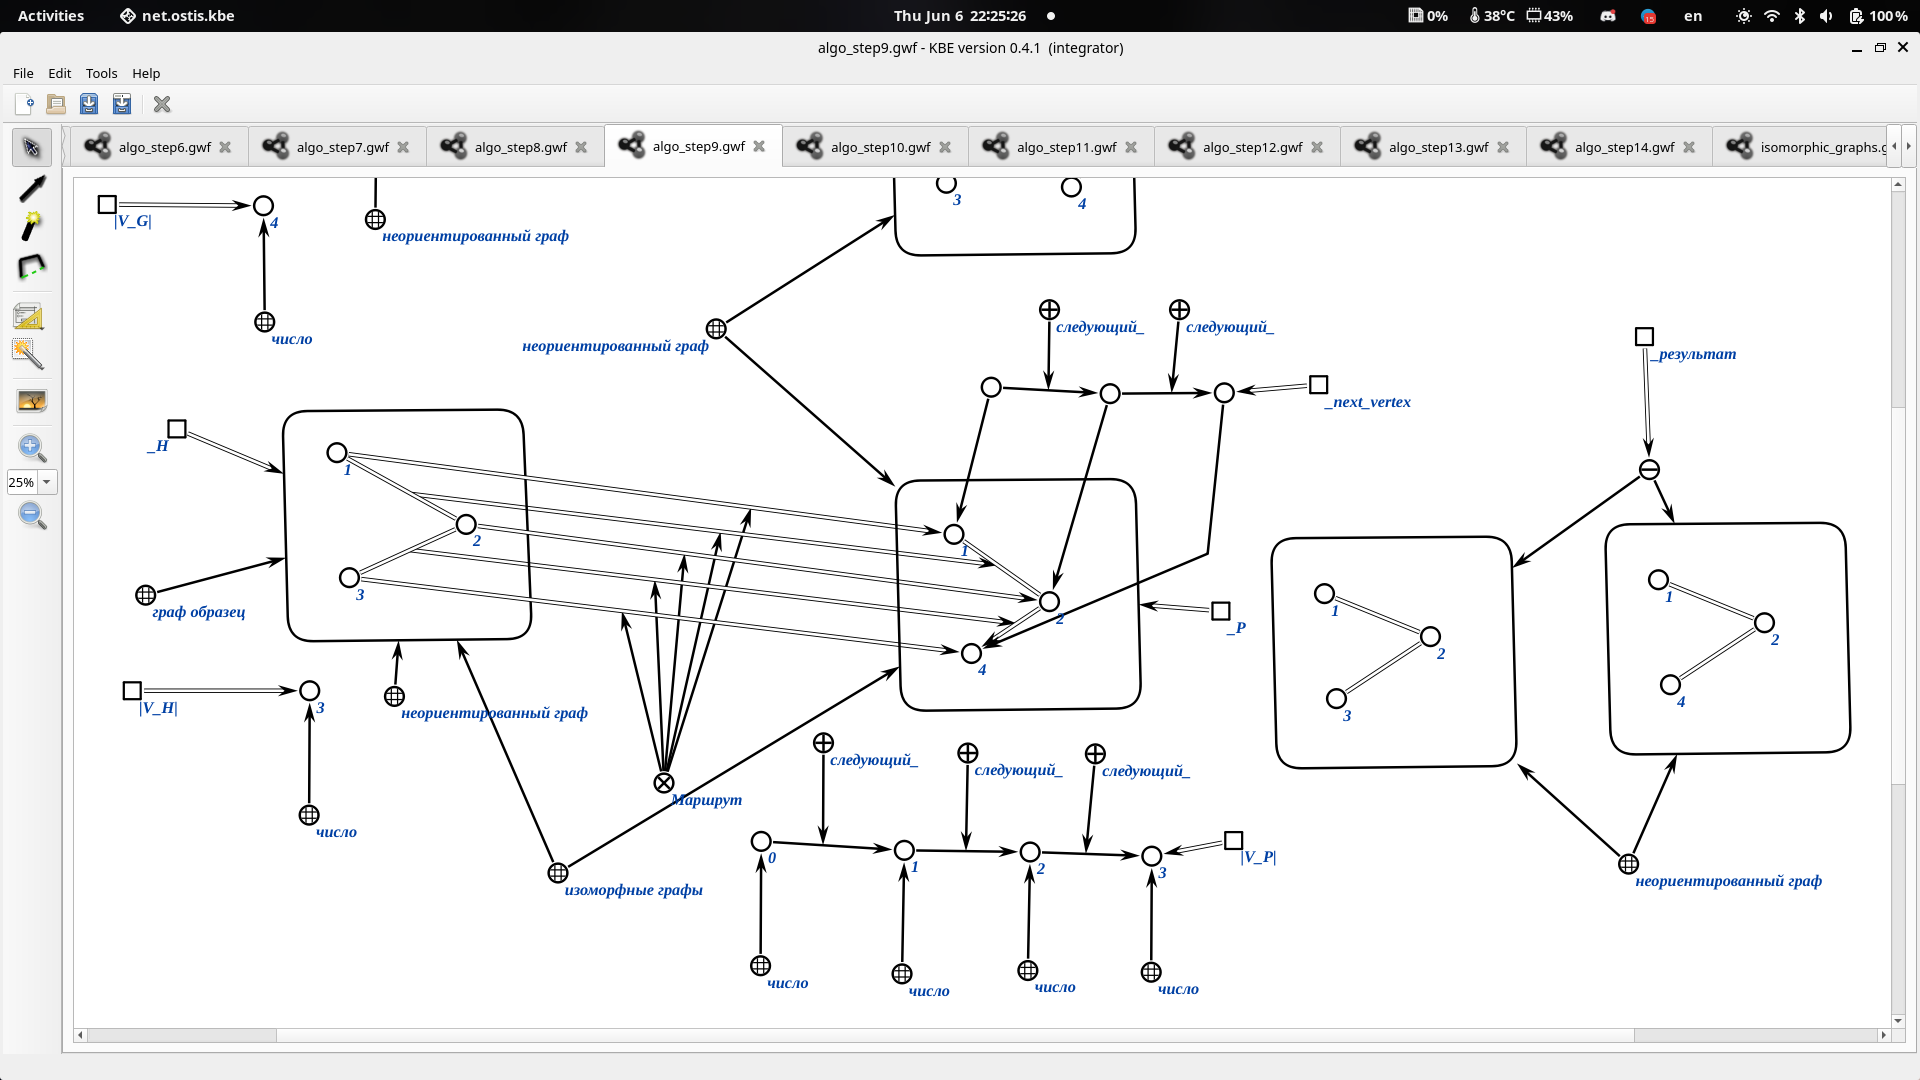 Activities net.ostis.kbe Thu Jun 6 22:25:26 0% 38°C 43% 15 en 100%
algo_step9.gwf - KBE version 0.4.1 (integrator)
File Edit Tools Help
algo_step6.gwf algo_step7.gwf algo_step8.gwf algo_step9.gwf algo_step10.gwf algo_step11.gwf algo_step12.gwf algo_step13.gwf algo_step14.gwf isomorphic_graphs.g
25%
3 4
|V_G| 4
неориентированный граф
число
неориентированный граф
следующий_ следующий_
_результат
_next_vertex
_H
1
2
3
граф образец
1
2
4
_P
1
2
3
1
2
4
|V_H| 3
неориентированный граф
число
Маршрут
изоморфные графы
следующий_ следующий_ следующий_
0 1 2 3 |V_P|
неориентированный граф
число число число число